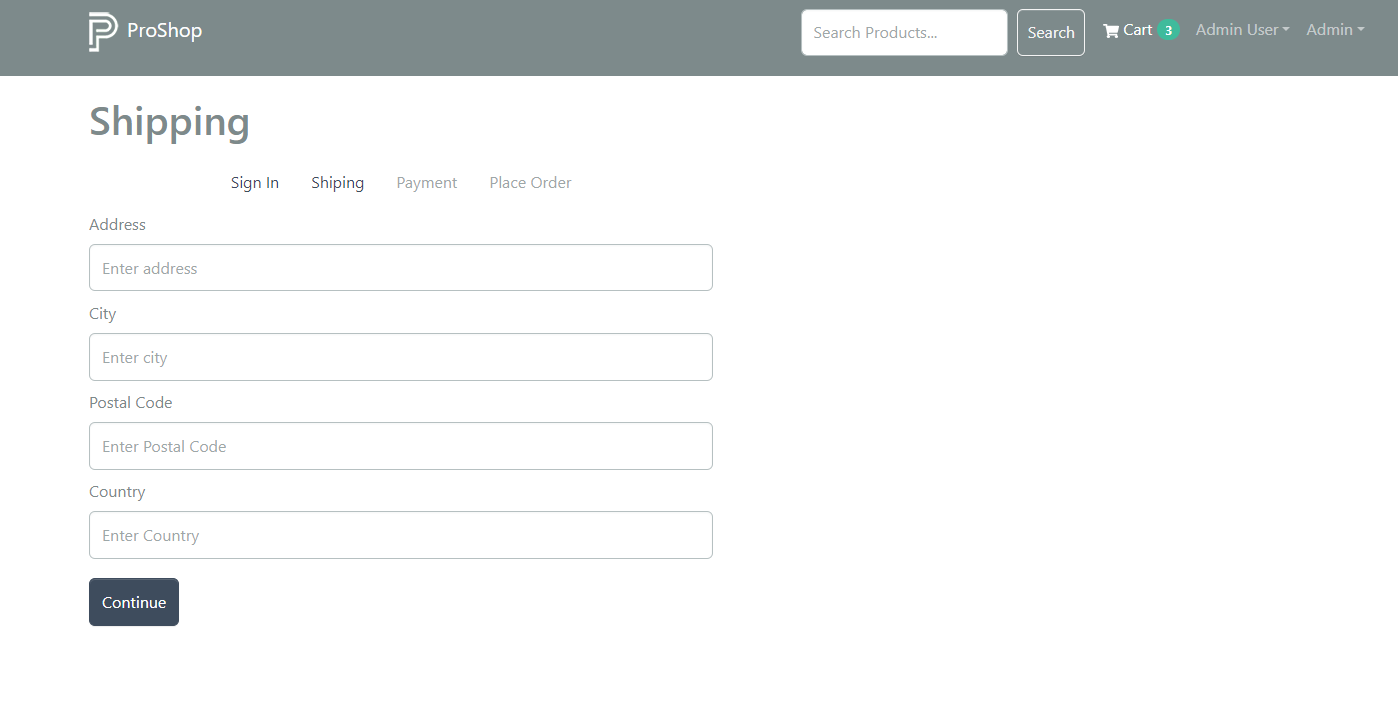 ProShop
Search Products... Search Cart 3 Admin User Admin
Shipping
Sign In Shiping Payment Place Order
Address
Enter address
City
Enter city
Postal Code
Enter Postal Code
Country
Enter Country
Continue